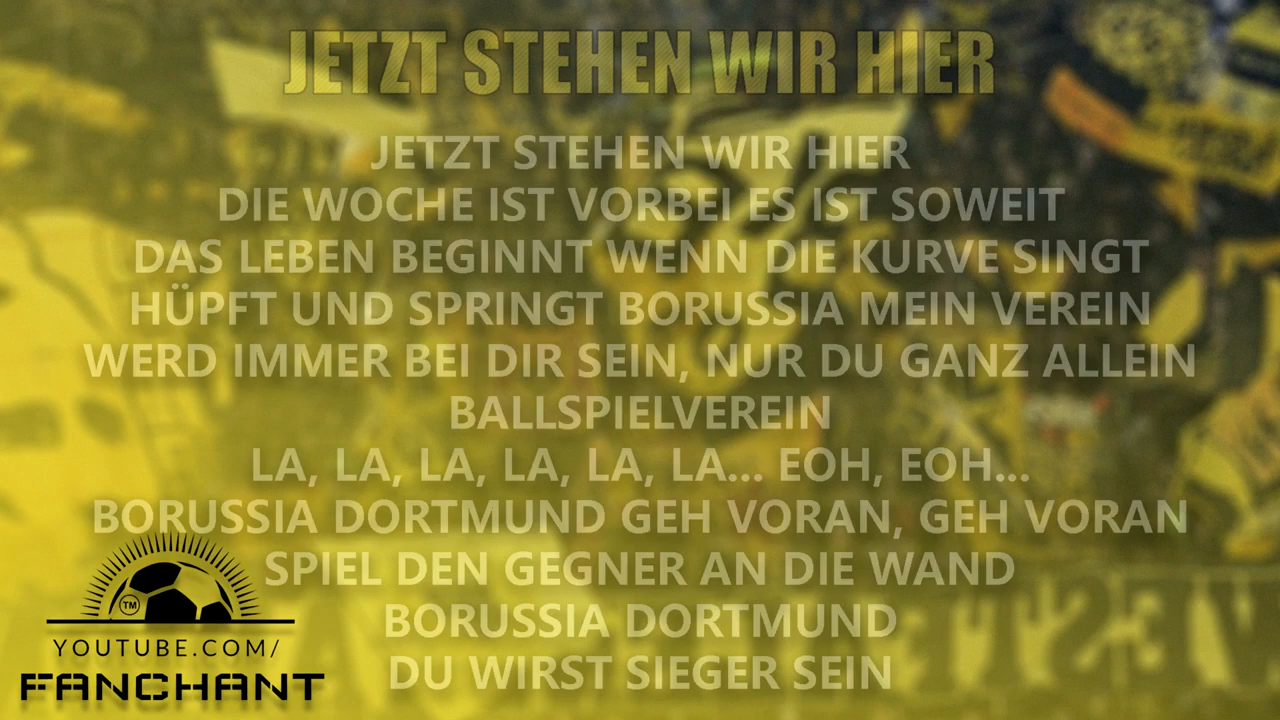 JETZT STEHEN WIR HIER
JETZT STEHEN WIR HIER
DIE WOCHE IST VORBEI ES IST SOWEIT
DAS LEBEN BEGINNT WENN DIE KURVE SINGT
HÜPFT UND SPRINGT BORUSSIA MEIN VEREIN
WERD IMMER BEI DIR SEIN, NUR DU GANZ ALLEIN
BALLSPIELVEREIN
LA, LA, LA, LA, LA, LA... EOH, EOH...
BORUSSIA DORTMUND GEH VORAN, GEH VORAN
SPIEL DEN GEGNER AN DIE WAND
BORUSSIA DORTMUND
DU WIRST SIEGER SEIN
TM
YOUTUBE.COM/
FANCHANT